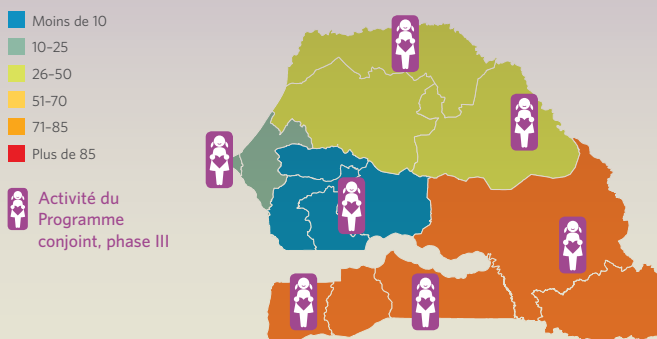 Moins de 10
10–25
26–50
51–70
71–85
Plus de 85
Activité du
Programme
conjoint, phase III